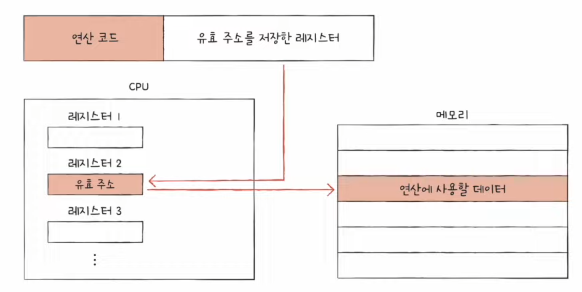 연산 코드
유효 주소를 저장한 레지스터
CPU
레지스터 1
레지스터 2
유효 주소
레지스터 3
⋮
메모리
연산에 사용할 데이터